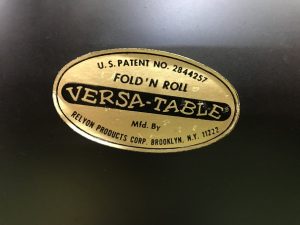 U.S. PATENT NO. 2844257
FOLD 'N ROLL
VERSA-TABLE
Mfd. By
RELYON PRODUCTS CORP. BROOKLYN, N.Y. 11222